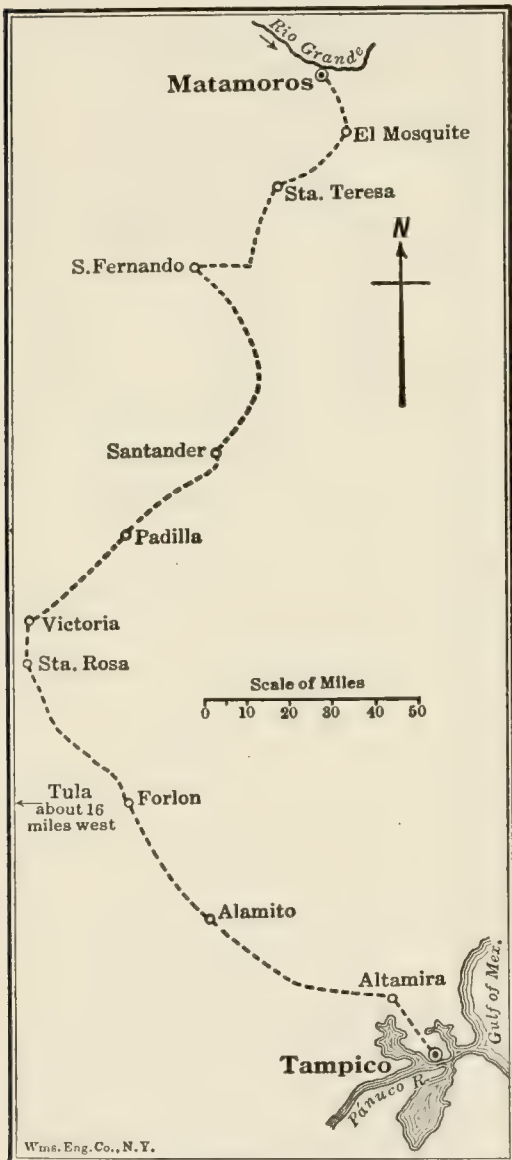 Rio Grande
Matamoros
El Mosquite
Sta. Teresa
N
S. Fernando
Santander
Padilla
Victoria
Sta. Rosa
Scale of Miles
0 10 20 30 40 50
Tula
about 16
miles west
Forlon
Alamito
Altamira
Gulf of Mex.
Tampico
Pánuco R.
Wms. Eng. Co., N.Y.